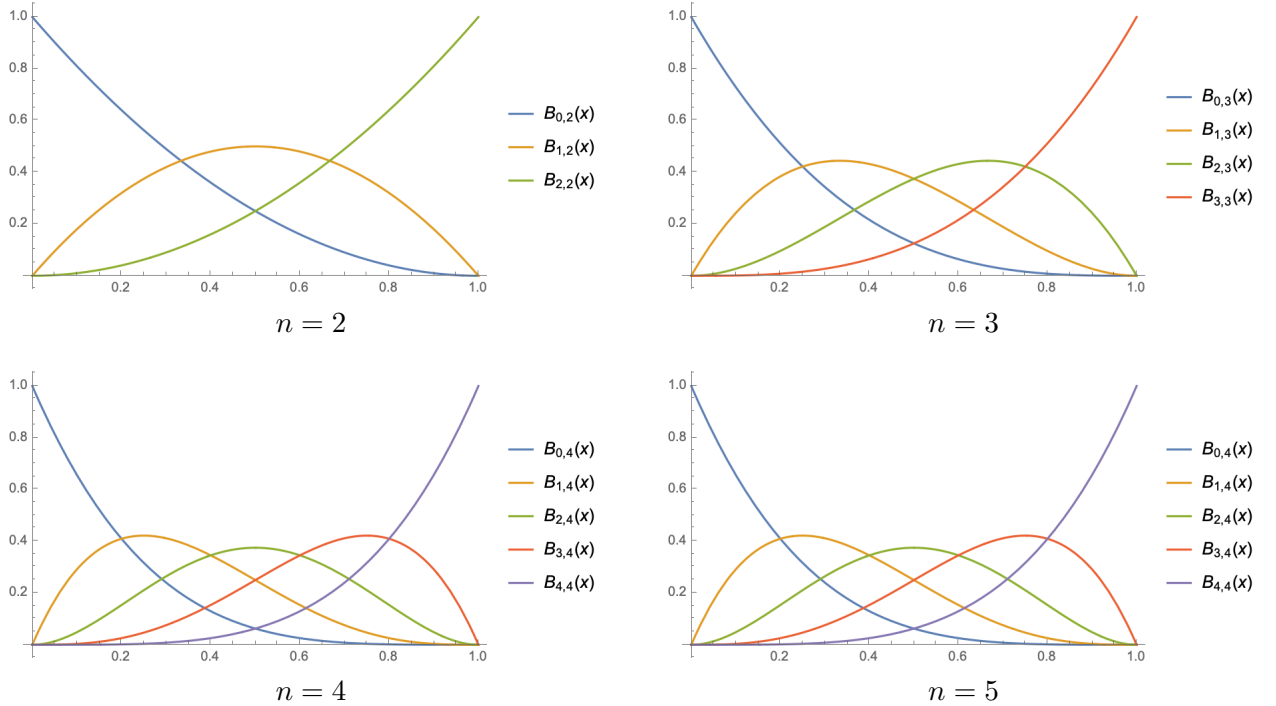 1.0
0.8
0.6
0.4
0.2
0.2 0.4 0.6 0.8 1.0
B0,2(x)
B1,2(x)
B2,2(x)
n = 2
1.0
0.8
0.6
0.4
0.2
0.2 0.4 0.6 0.8 1.0
B0,3(x)
B1,3(x)
B2,3(x)
B3,3(x)
n = 3
1.0
0.8
0.6
0.4
0.2
0.2 0.4 0.6 0.8 1.0
B0,4(x)
B1,4(x)
B2,4(x)
B3,4(x)
B4,4(x)
n = 4
1.0
0.8
0.6
0.4
0.2
0.2 0.4 0.6 0.8 1.0
B0,4(x)
B1,4(x)
B2,4(x)
B3,4(x)
B4,4(x)
n = 5